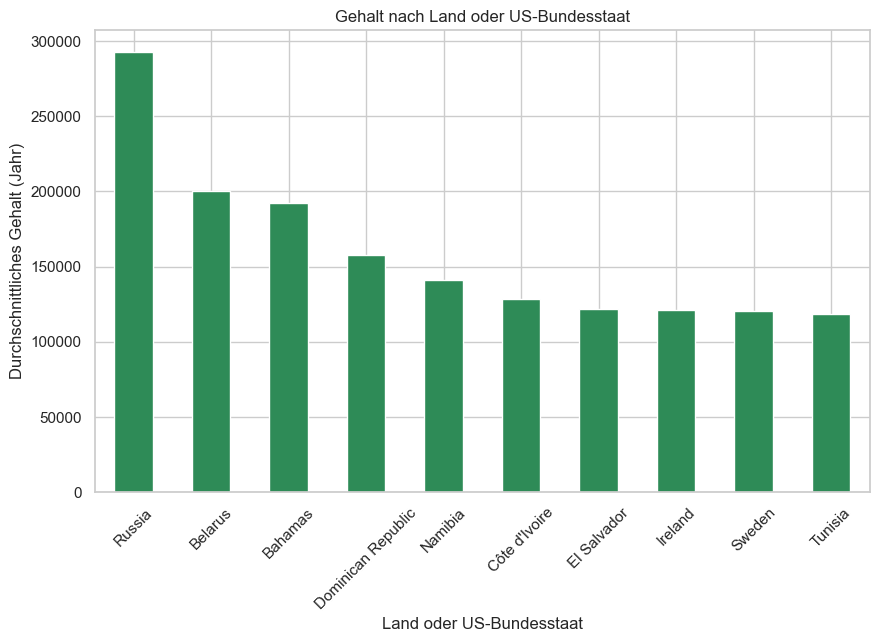 Gehalt nach Land oder US-Bundesstaat
Durchschnittliches Gehalt (Jahr)
300000
250000
200000
150000
100000
50000
0
Russia
Belarus
Bahamas
Dominican Republic
Namibia
Côte d'Ivoire
El Salvador
Ireland
Sweden
Tunisia
Land oder US-Bundesstaat